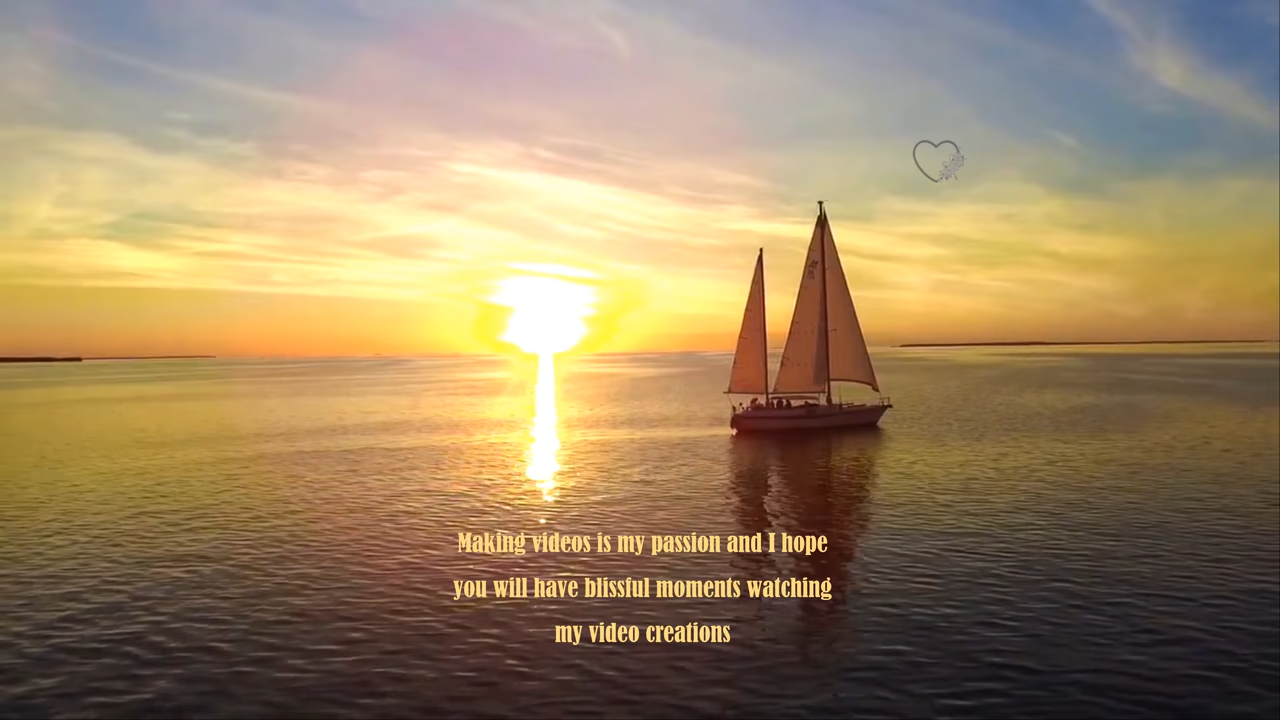 Making videos is my passion and I hope
you will have blissful moments watching
my video creations